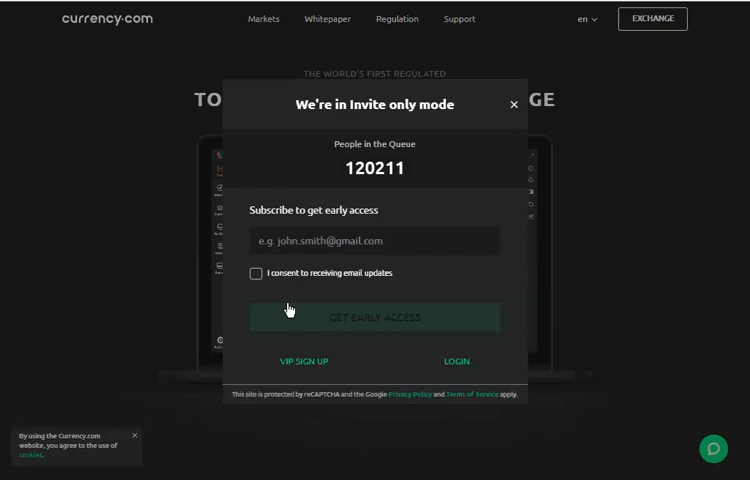 currency.com
Markets
Whitepaper
Regulation
Support
en
EXCHANGE
THE WORLD'S FIRST REGULATED
TO
GE
We're in Invite only mode
People in the Queue
120211
Subscribe to get early access
e.g. john.smith@gmail.com
I consent to receiving email updates
GET EARLY ACCESS
VIP SIGN UP
LOGIN
This site is protected by reCAPTCHA and the Google Privacy Policy and Terms of Service apply.
By using the Currency.com
website, you agree to the use of
cookies.